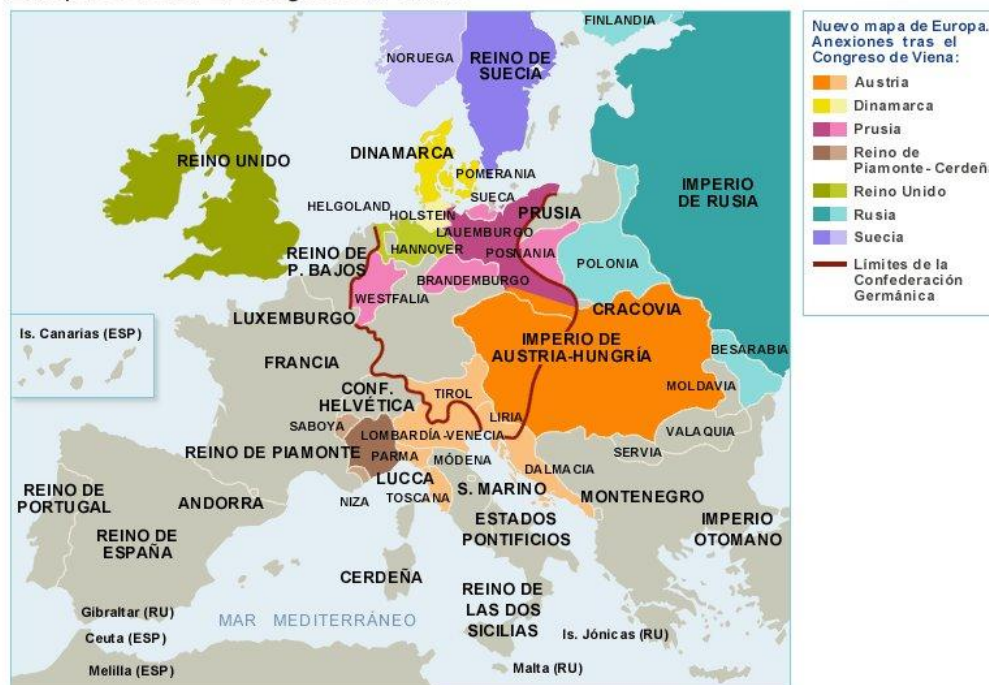 FINLANDIA
NORUEGA
REINO DE
SUECIA
REINO UNIDO
DINAMARCA
POMERANIA
SUECA
IMPERIO
DE RUSIA
HELGOLAND
HOLSTEIN
PRUSIA
LAUEMBURGO
REINO DE
P. BAJOS
HANNOVER
POSNANIA
POLONIA
BRANDEMBURGO
WESTFALIA
LUXEMBURGO
CRACOVIA
IMPERIO DE
AUSTRIA-HUNGRÍA
BESARABIA
Is. Canarias (ESP)
FRANCIA
MOLDAVIA
CONF.
HELVÉTICA
TIROL
LIRIA
SABOYA
LOMBARDÍA-VENECIA
VALAQUIA
REINO DE PIAMONTE
PARMA
MÓDENA
SERVIA
DALMACIA
LUCCA
TOSCANA
NIZA
S. MARINO
MONTENEGRO
REINO DE
PORTUGAL
ANDORRA
ESTADOS
PONTIFICIOS
IMPERIO
OTOMANO
REINO DE
ESPAÑA
CERDEÑA
REINO DE
LAS DOS
SICILIAS
Gibraltar (RU)
MAR MEDITERRÁNEO
Is. Jónicas (RU)
Ceuta (ESP)
Melilla (ESP)
Malta (RU)
Nuevo mapa de Europa.
Anexiones tras el
Congreso de Viena:
Austria
Dinamarca
Prusia
Reino de
Piamonte-Cerdeñ
Reino Unido
Rusia
Suecia
Límites de la
Confederación
Germánica